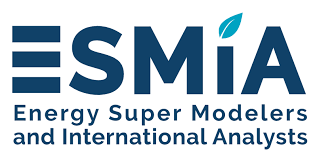 ESMiA
Energy Super Modelers
and International Analysts